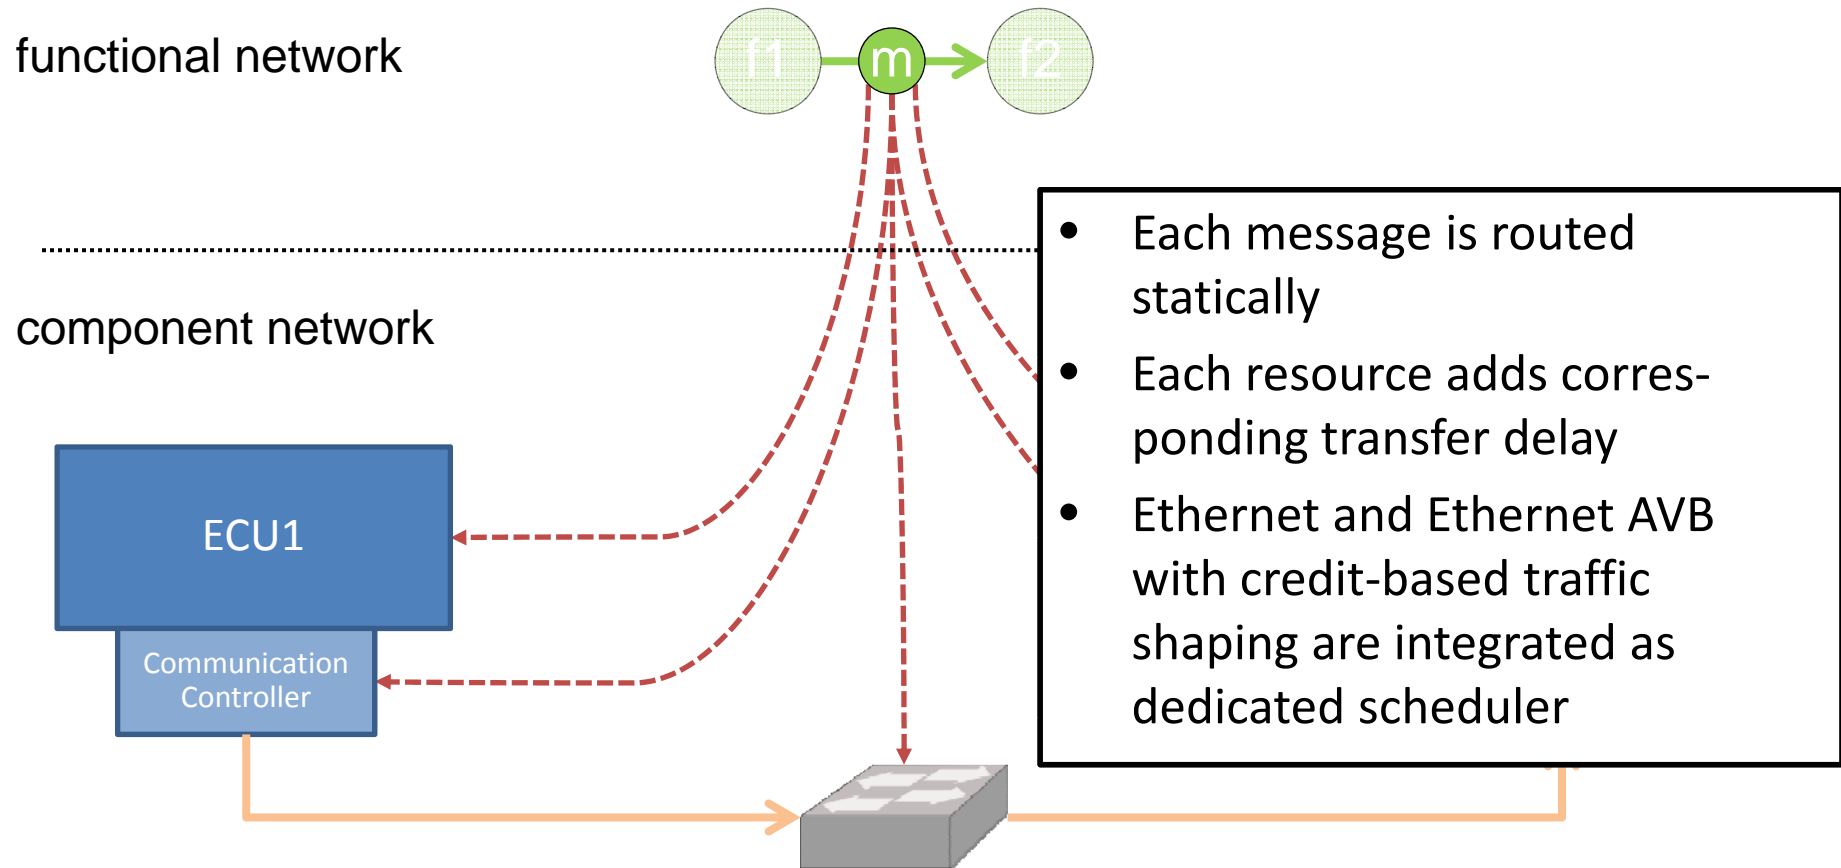 functional network
f1
m
f2
component network
ECU1
Communication
Controller
• Each message is routed
statically
• Each resource adds corres-
ponding transfer delay
• Ethernet and Ethernet AVB
with credit-based traffic
shaping are integrated as
dedicated scheduler